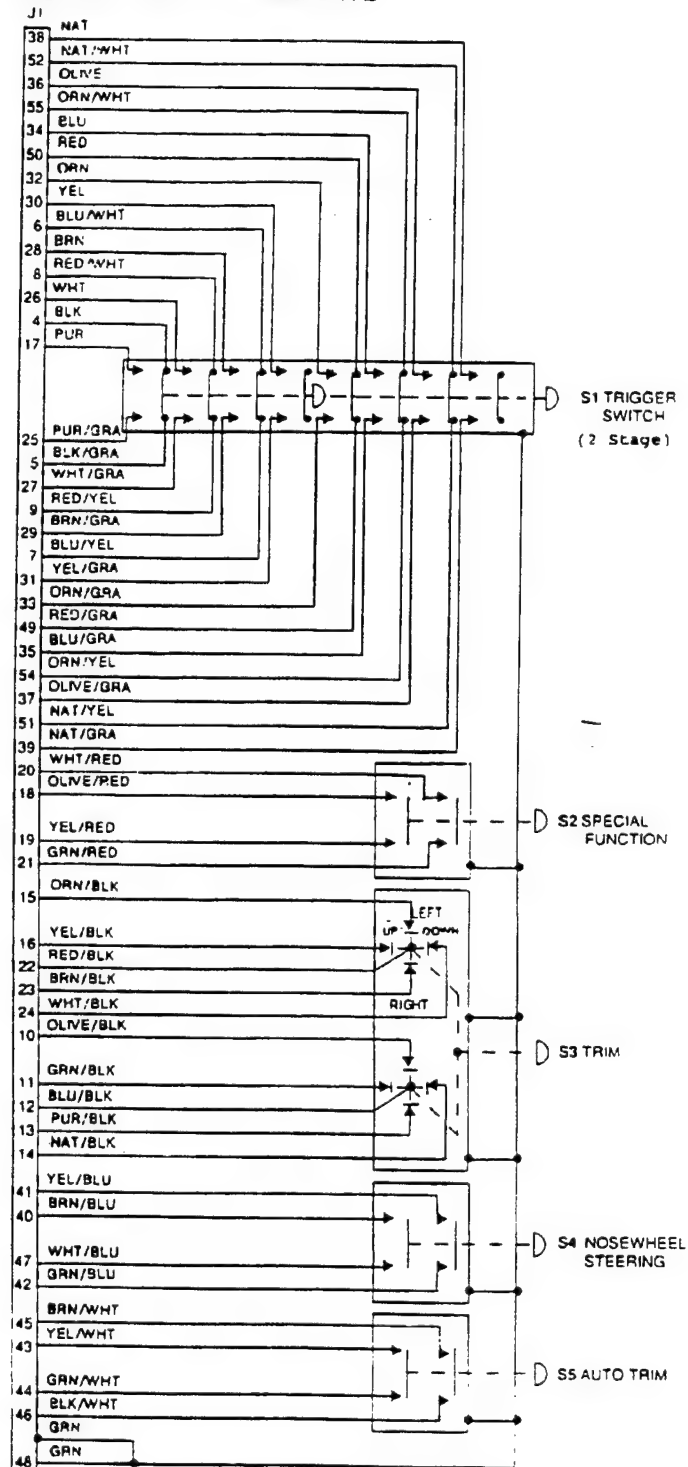 J1
38 NAT
52 NAT/WHT
36 OLIVE
55 ORN/WHT
34 BLU
50 RED
32 ORN
30 YEL
6 BLU/WHT
28 BRN
8 RED/WHT
26 WHT
4 BLK
17 PUR
S1 TRIGGER
SWITCH
(2 Stage)
25 PUR/GRA
5 BLK/GRA
27 WHT/GRA
9 RED/YEL
29 BRN/GRA
7 BLU/YEL
31 YEL/GRA
33 ORN/GRA
49 RED/GRA
35 BLU/GRA
54 ORN/YEL
37 OLIVE/GRA
51 NAT/YEL
39 NAT/GRA
20 WHT/RED
18 OLIVE/RED
19 YEL/RED
21 GRN/RED
S2 SPECIAL
FUNCTION
15 ORN/BLK
LEFT
16 YEL/BLK
UP DOWN
22 RED/BLK
23 BRN/BLK
24 WHT/BLK
RIGHT
10 OLIVE/BLK
S3 TRIM
11 GRN/BLK
12 BLU/BLK
13 PUR/BLK
14 NAT/BLK
41 YEL/BLU
40 BRN/BLU
47 WHT/BLU
42 GRN/BLU
S4 NOSEWHEEL
STEERING
45 BRN/WHT
43 YEL/WHT
44 GRN/WHT
46 BLK/WHT
S5 AUTO TRIM
GRN
48 GRN